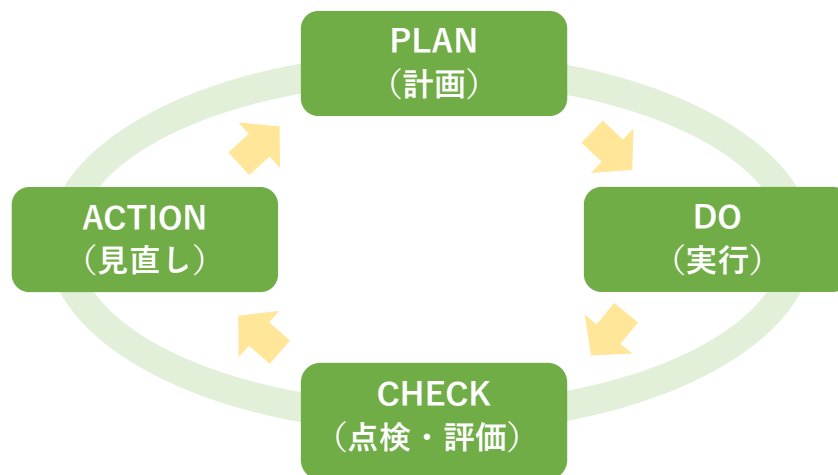 PLAN
（計画）
ACTION
（見直し）
DO
（実行）
CHECK
（点検・評価）